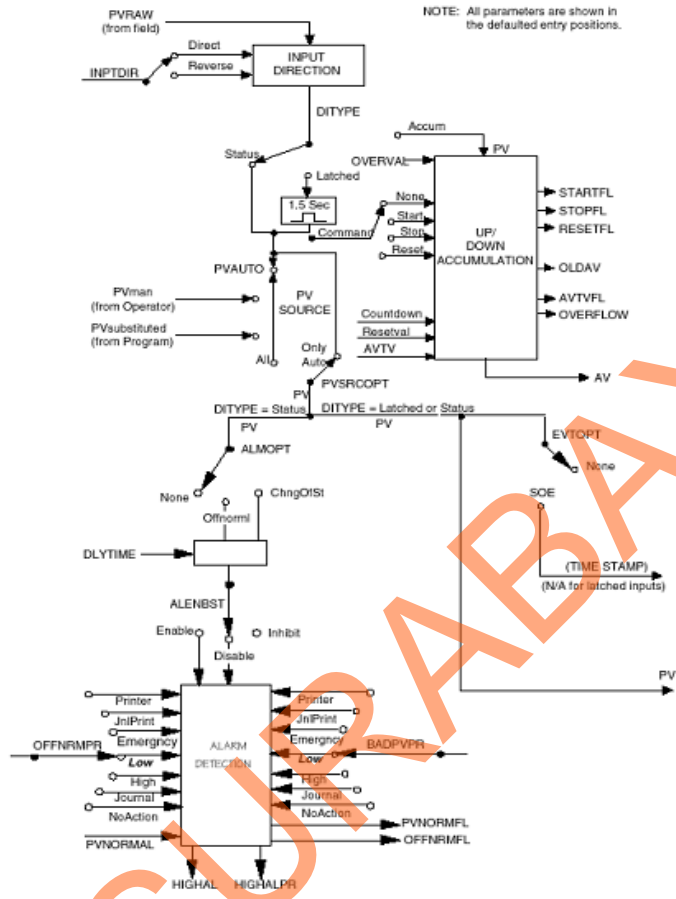 NOTE: All parameters are shown in
the defaulted entry positions.
PVRAW
(from field)
Direct
Reverse
INPTDIR
INPUT
DIRECTION
DITYPE
Status
Latched
1.5 Sec
Command
Accum
PV
OVERVAL
None
Start
Stop
Reset
UP/
DOWN
ACCUMULATION
STARTFL
STOPFL
RESETFL
OLDAV
AVTVFL
OVERFLOW
Countdown
Resetval
AVTV
AV
PVAUTO
PVman
(from Operator)
PVsubstituted
(from Program)
PV
SOURCE
All
Only
Auto
PVSRCOPT
PV
DITYPE = Status
DITYPE = Latched or Status
PV
PV
ALMOPT
EVTOPT
None
None
Offnorml
ChngOfSt
SOE
DLYTIME
(TIME STAMP)
(N/A for latched inputs)
ALENBST
Enable
Inhibit
Disable
PV
Printer
JnlPrint
Emergncy
OFFNRMPR
Low
High
Journal
NoAction
PVNORMAL
ALARM
DETECTION
Printer
JnlPrint
Emergncy
BADPVPR
Low
High
Journal
NoAction
PVNORMFL
OFFNRMFL
HIGHAL
HIGHALPR
SURABAYA